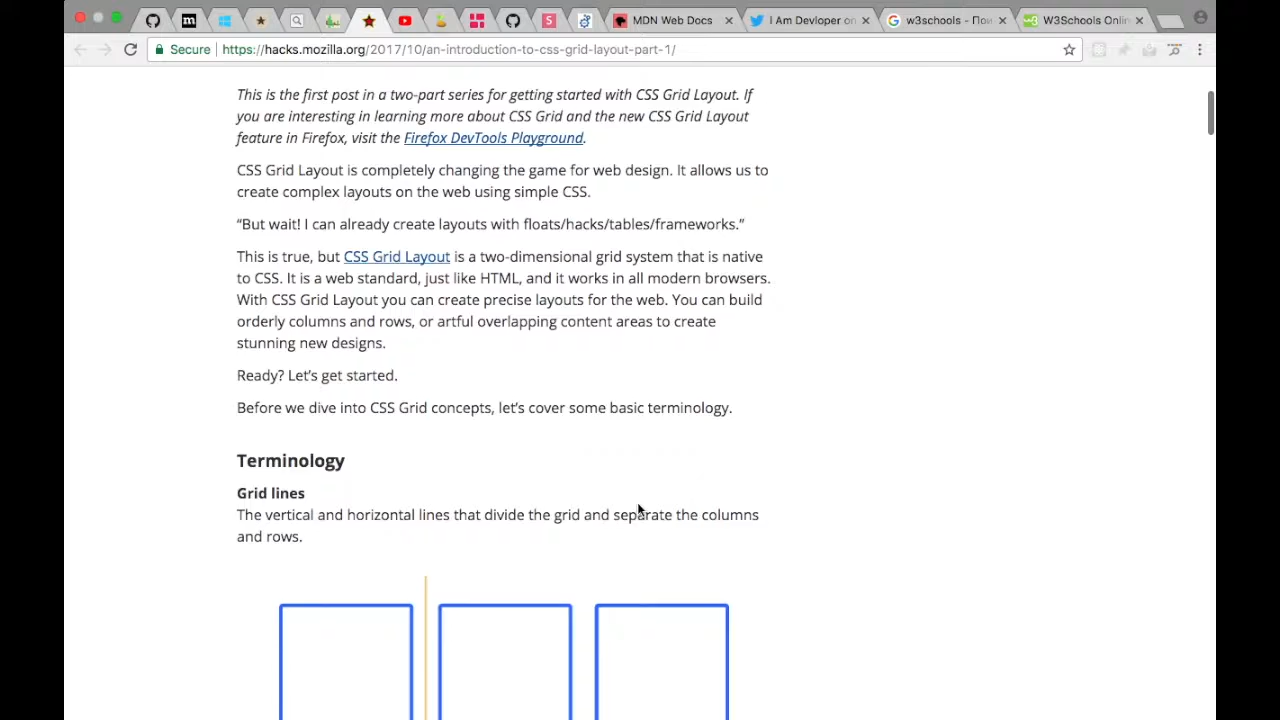 MDN Web Docs
I Am Devloper on
w3schools - Пои
W3Schools Onlin
Secure
https://hacks.mozilla.org/2017/10/an-introduction-to-css-grid-layout-part-1/
This is the first post in a two-part series for getting started with CSS Grid Layout. If
you are interesting in learning more about CSS Grid and the new CSS Grid Layout
feature in Firefox, visit the Firefox DevTools Playground.
CSS Grid Layout is completely changing the game for web design. It allows us to
create complex layouts on the web using simple CSS.
“But wait! I can already create layouts with floats/hacks/tables/frameworks.”
This is true, but CSS Grid Layout is a two-dimensional grid system that is native
to CSS. It is a web standard, just like HTML, and it works in all modern browsers.
With CSS Grid Layout you can create precise layouts for the web. You can build
orderly columns and rows, or artful overlapping content areas to create
stunning new designs.
Ready? Let’s get started.
Before we dive into CSS Grid concepts, let’s cover some basic terminology.
Terminology
Grid lines
The vertical and horizontal lines that divide the grid and separate the columns
and rows.